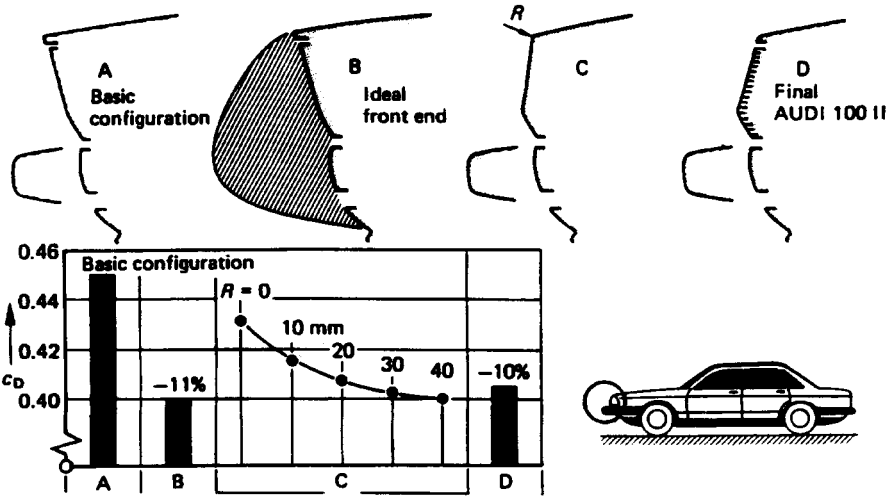 R
A
Basic
configuration
B
Ideal
front end
C
D
Final
AUDI 100 II
0.46
0.44
0.42
cD
0.40
Basic configuration
−11%
R = 0
10 mm
20
30
40
−10%
A
B
C
D